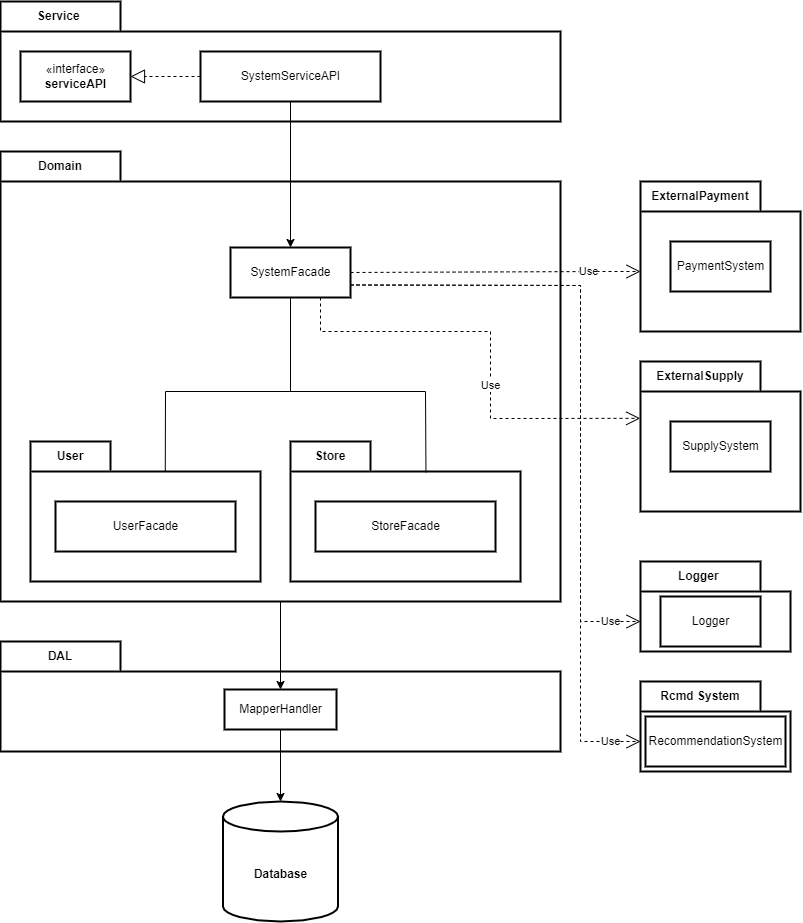 Service
«interface»
serviceAPI
SystemServiceAPI
Domain
ExternalPayment
SystemFacade
Use
PaymentSystem
ExternalSupply
Use
SupplySystem
User
Store
UserFacade
StoreFacade
Logger
Use
Logger
DAL
Rcmd System
MapperHandler
Use
RecommendationSystem
Database